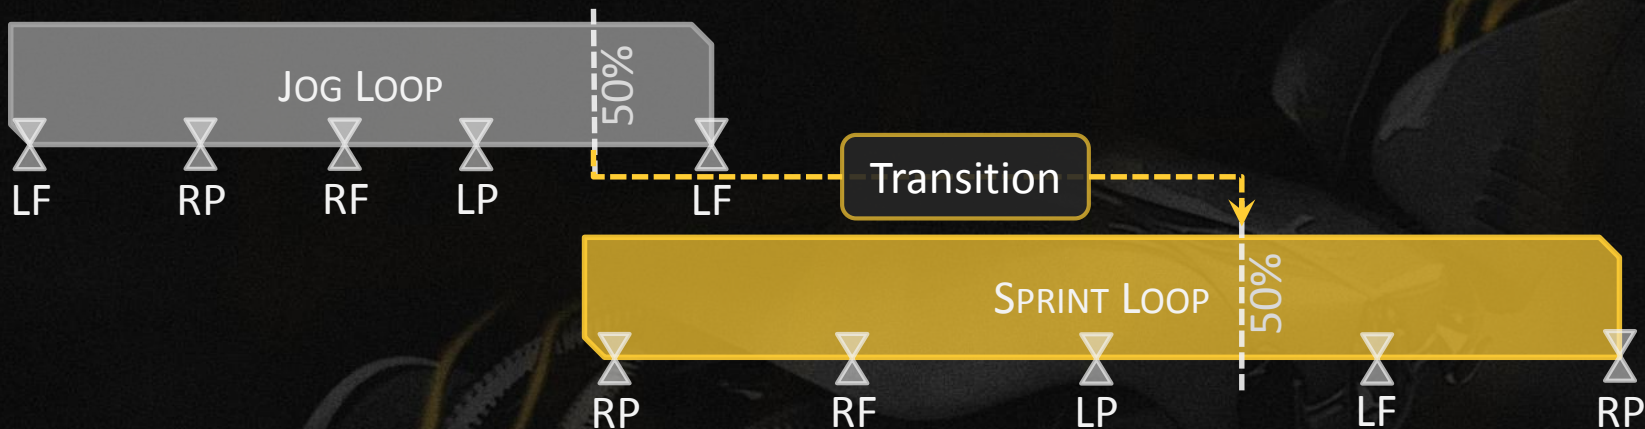 JOG LOOP
50%
LF RP RF LP LF
Transition
SPRINT LOOP
50%
RP RF LP LF RP